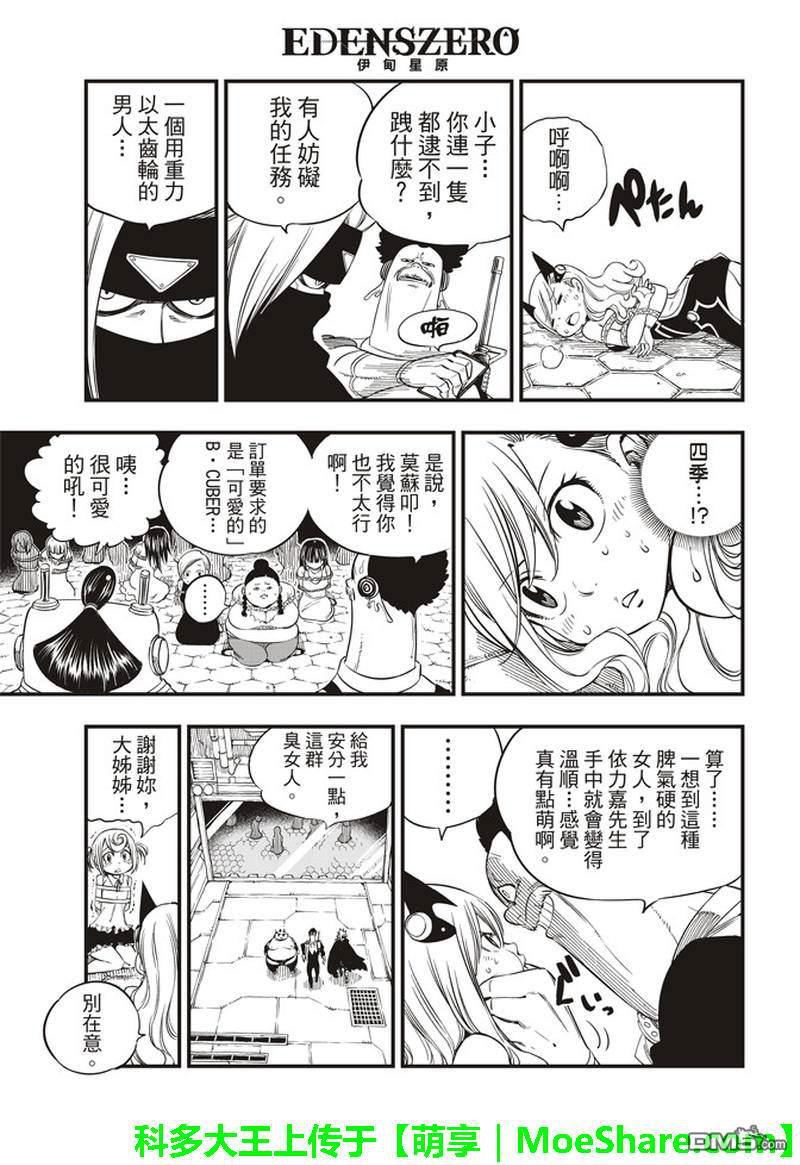 EDENSZERO
伊甸星原
呼啊啊…
ぺたん
小子…
你連一隻
都逮不到，
跩什麼？
啪
有人妨礙
我的任務。
一個用重力
以太齒輪的
男人…
四季…!?
是說，
莫蘇叩！
我覺得你
也不太行
啊！
訂單要求的
是「可愛的」
B・CUBER…
……
咦…
很可愛
的吼！
算了……
一想到這種
脾氣硬的
女人，到了
依力嘉先生
手中就會變得
溫順…感覺
真有點萌啊。
………
ぐいっ
給我
安分一點，
這群
臭女人。
謝謝妳，
大姊姊…
別在意。
科多大王上传于【萌享 | MoeShare